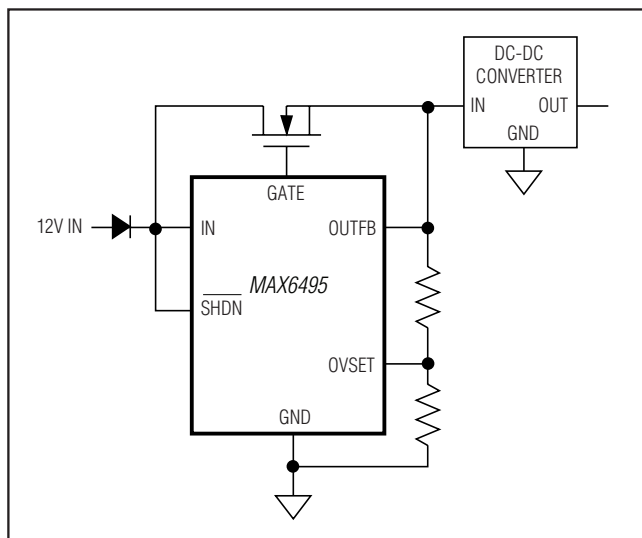 DC-DC
CONVERTER
IN
OUT
GND
GATE
12V IN
IN
OUTFB
MAX6495
SHDN
OVSET
GND